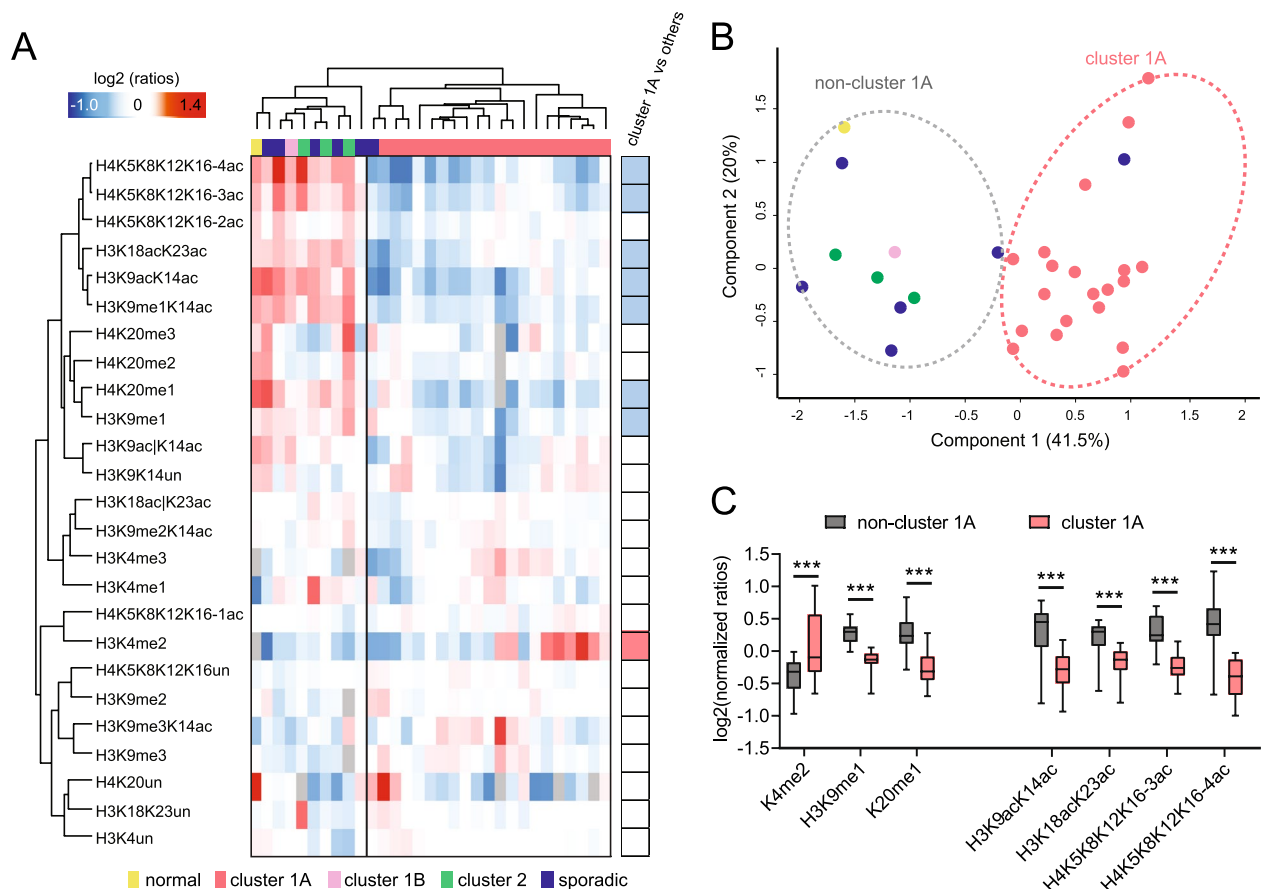 A
log2 (ratios)
-1.0 0 1.4
cluster 1A vs others
H4K5K8K12K16-4ac
H4K5K8K12K16-3ac
H4K5K8K12K16-2ac
H3K18acK23ac
H3K9acK14ac
H3K9me1K14ac
H4K20me3
H4K20me2
H4K20me1
H3K9me1
H3K9ac|K14ac
H3K9K14un
H3K18ac|K23ac
H3K9me2K14ac
H3K4me3
H3K4me1
H4K5K8K12K16-1ac
H3K4me2
H4K5K8K12K16un
H3K9me2
H3K9me3K14ac
H3K9me3
H4K20un
H3K18K23un
H3K4un
normal cluster 1A cluster 1B cluster 2 sporadic
B
non-cluster 1A
cluster 1A
Component 2 (20%)
1.5
1
0.5
0
-0.5
-1
-2 -1.5 -1 -0.5 0 0.5 1 1.5 2
Component 1 (41.5%)
C
non-cluster 1A cluster 1A
log2(normalized ratios)
1.5
1.0
0.5
0.0
-0.5
-1.0
-1.5
*** *** *** *** *** *** ***
K4me2
H3K9me1
K20me1
H3K9acK14ac
H3K18acK23ac
H4K5K8K12K16-3ac
H4K5K8K12K16-4ac